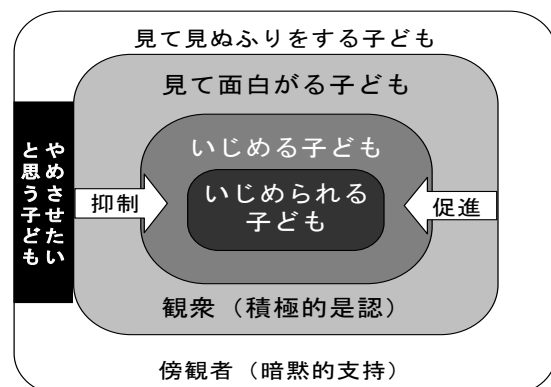 見て見ぬふりをする子ども
見て面白がる子ども
いじめる子ども
いじめられる
子ども
やめさせたい
と思う子ども
抑制
促進
観衆（積極的是認）
傍観者（暗黙的支持）